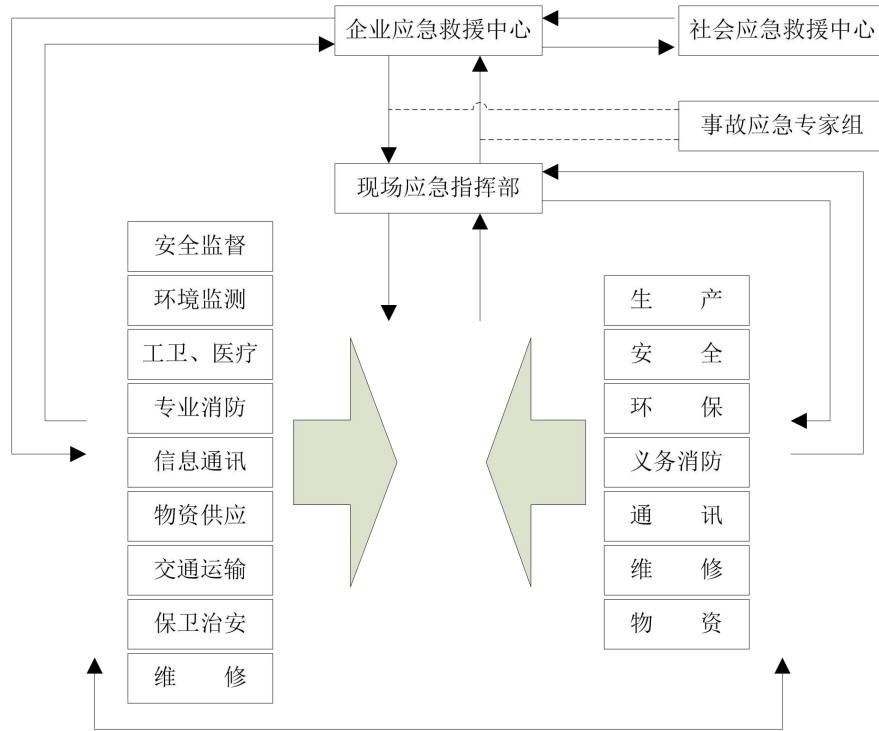 企业应急救援中心
社会应急救援中心
事故应急专家组
现场应急指挥部
安全监督
环境监测
工卫、医疗
专业消防
信息通讯
物资供应
交通运输
保卫治安
维　　修
生　　产
安　　全
环　　保
义务消防
通　　讯
维　　修
物　　资